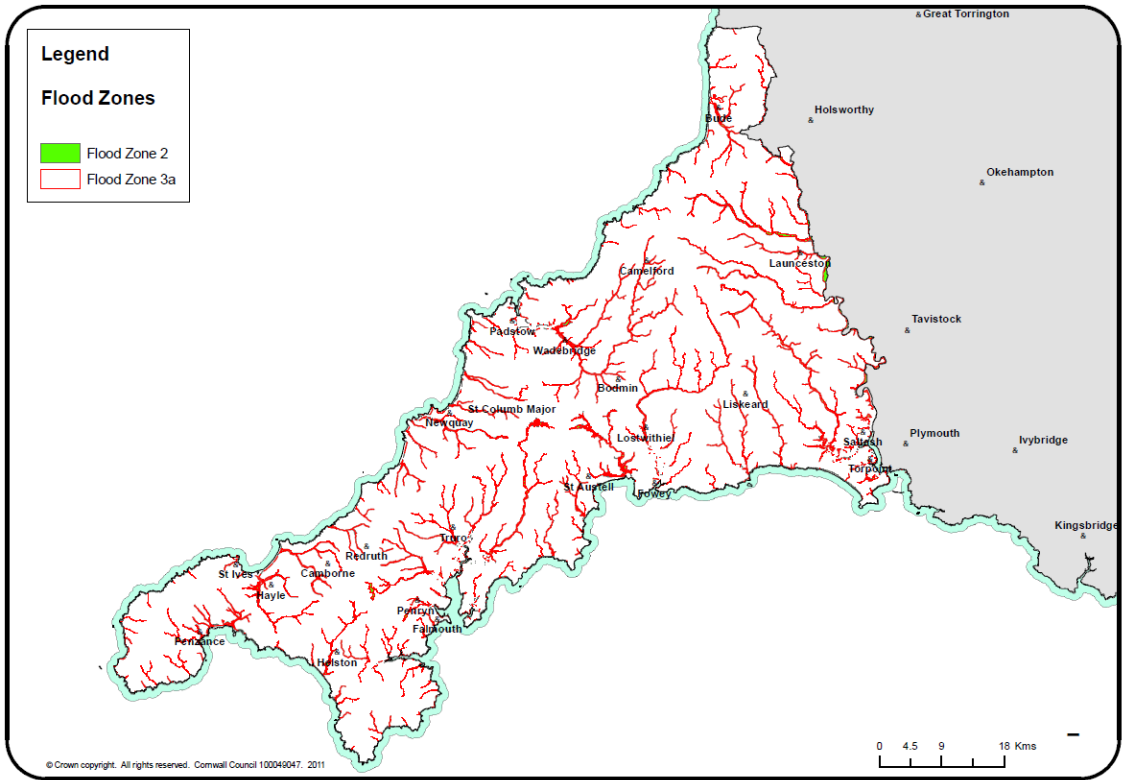 Great Torrington
&
Legend
Flood Zones
Flood Zone 2
Flood Zone 3a
Bude
&
Holsworthy
&
Okehampton
&
Launceston
&
Camelford
&
Tavistock
&
Padstow
&
Wadebridge
&
Bodmin
&
Liskeard
&
St Columb Major
Newquay
&
Lostwithiel
&
Saltash
&
Plymouth
&
Ivybridge
&
Torpoint
&
St Austell
&
Fowey
&
Kingsbridge
&
Truro
&
Redruth
&
Camborne
&
St Ives
&
Hayle
&
Penryn
&
Falmouth
&
Penzance
Helston
&
0 4.5 9 18 Kms
© Crown copyright. All rights reserved. Cornwall Council 100049047. 2011